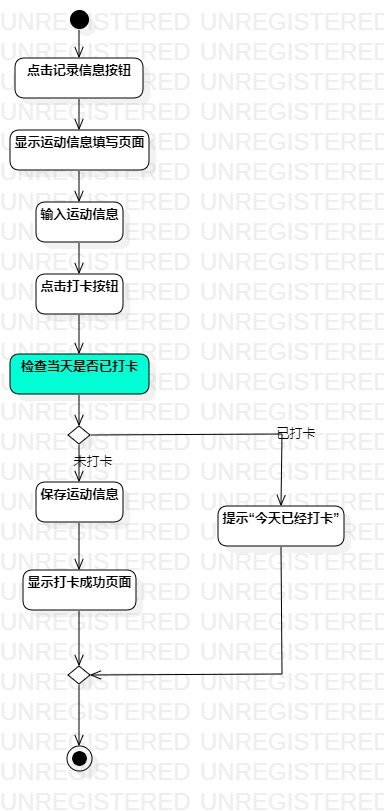 点击记录信息按钮
显示运动信息填写页面
输入运动信息
点击打卡按钮
检查当天是否已打卡
已打卡
未打卡
保存运动信息
提示“今天已经打卡”
显示打卡成功页面
UNREGISTERED UNREGISTERED